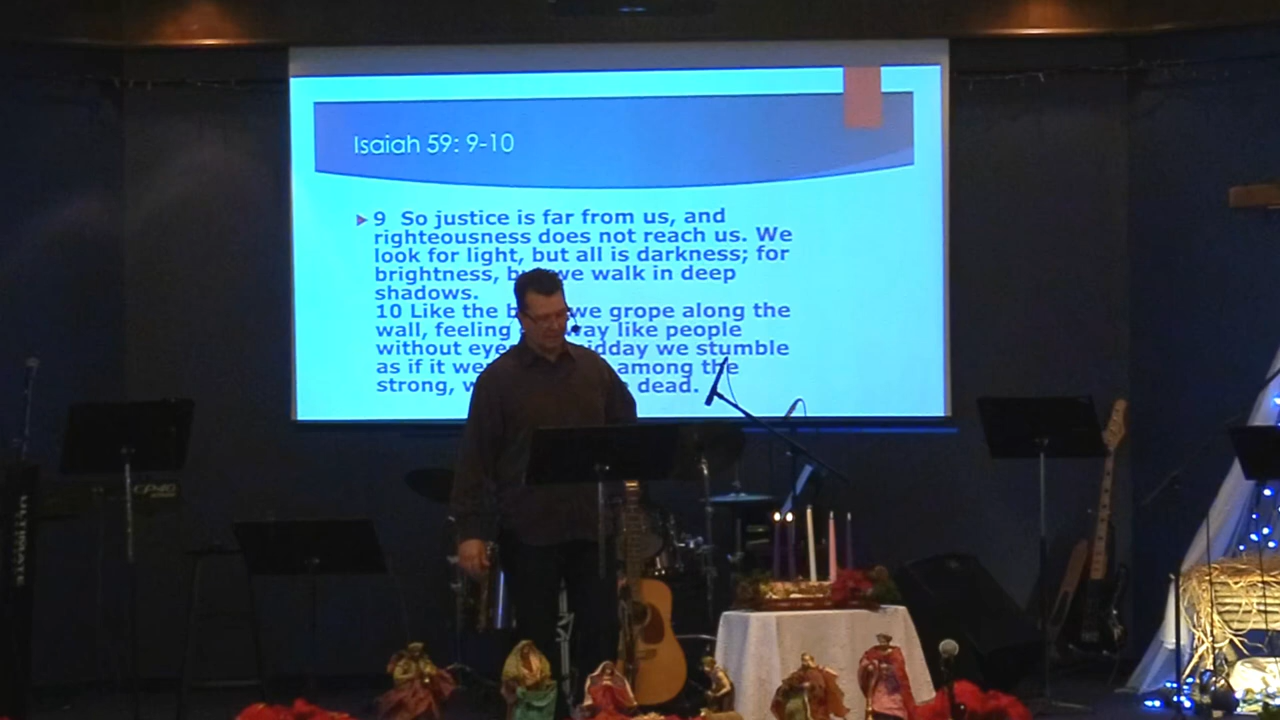 Isaiah 59: 9-10
9 So justice is far from us, and
righteousness does not reach us. We
look for light, but all is darkness; for
brightness, we walk in deep
shadows.
10 Like the we grope along the
wall, feeling way like people
without midday we stumble
as if it among the
strong, dead.
CP40
ULTIMATE